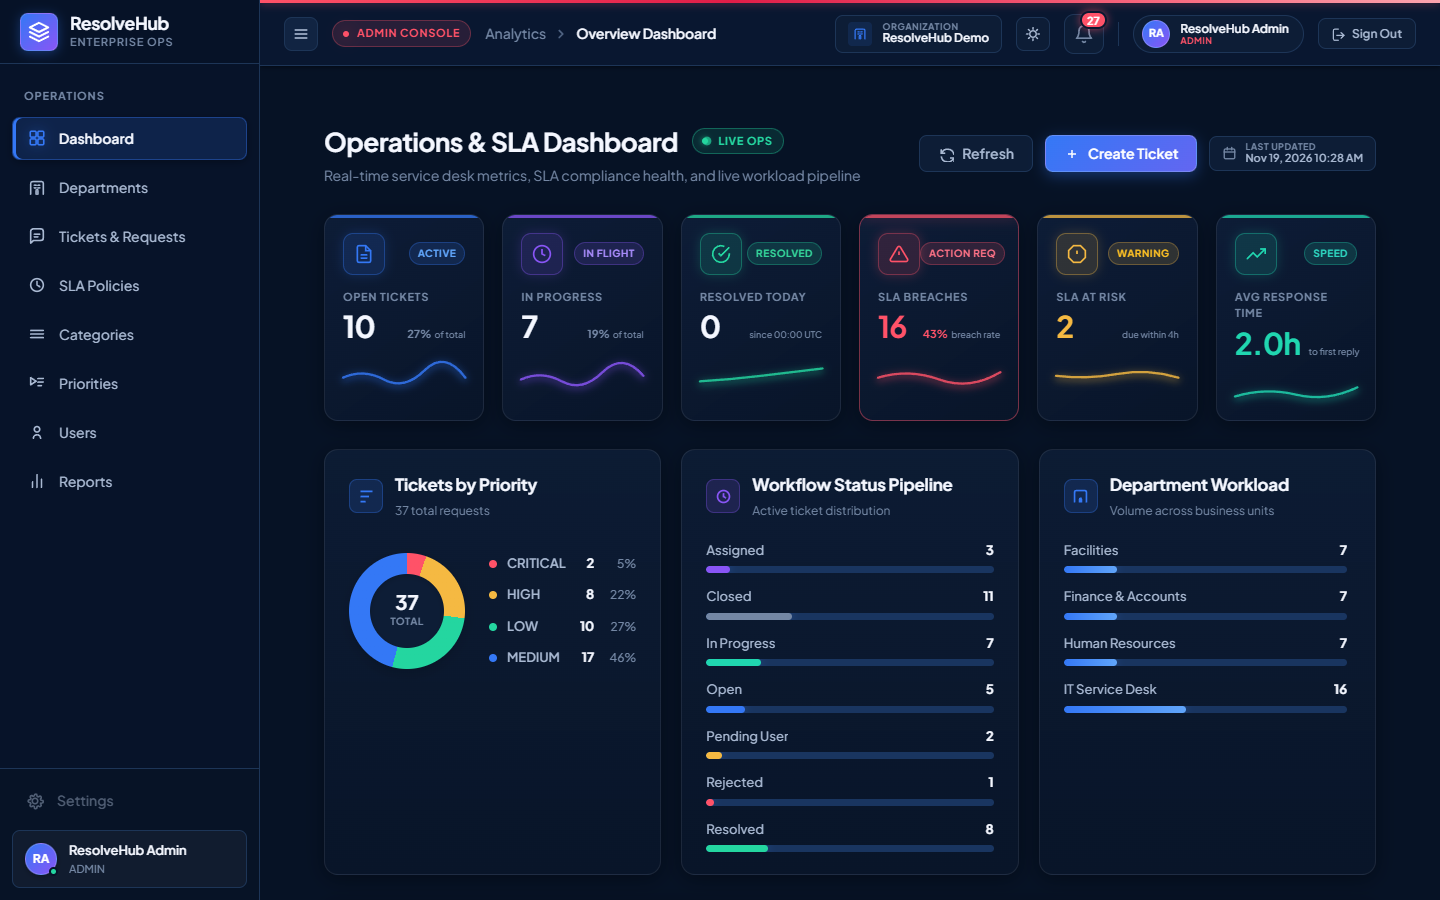 ResolveHub
ENTERPRISE OPS
ADMIN CONSOLE
Analytics > Overview Dashboard
ORGANIZATION
ResolveHub Demo
27
RA
ResolveHub Admin
ADMIN
Sign Out
OPERATIONS
Dashboard
Departments
Tickets & Requests
SLA Policies
Categories
Priorities
Users
Reports
Settings
RA
ResolveHub Admin
ADMIN
Operations & SLA Dashboard
LIVE OPS
Real-time service desk metrics, SLA compliance health, and live workload pipeline
Refresh
+ Create Ticket
LAST UPDATED
Nov 19, 2026 10:28 AM
ACTIVE
OPEN TICKETS
10 27% of total
IN FLIGHT
IN PROGRESS
7 19% of total
RESOLVED
RESOLVED TODAY
0 since 00:00 UTC
ACTION REQ
SLA BREACHES
16 43% breach rate
WARNING
SLA AT RISK
2 due within 4h
SPEED
AVG RESPONSE
TIME
2.0h to first reply
Tickets by Priority
37 total requests
37
TOTAL
CRITICAL 2 5%
HIGH 8 22%
LOW 10 27%
MEDIUM 17 46%
Workflow Status Pipeline
Active ticket distribution
Assigned 3
Closed 11
In Progress 7
Open 5
Pending User 2
Rejected 1
Resolved 8
Department Workload
Volume across business units
Facilities 7
Finance & Accounts 7
Human Resources 7
IT Service Desk 16